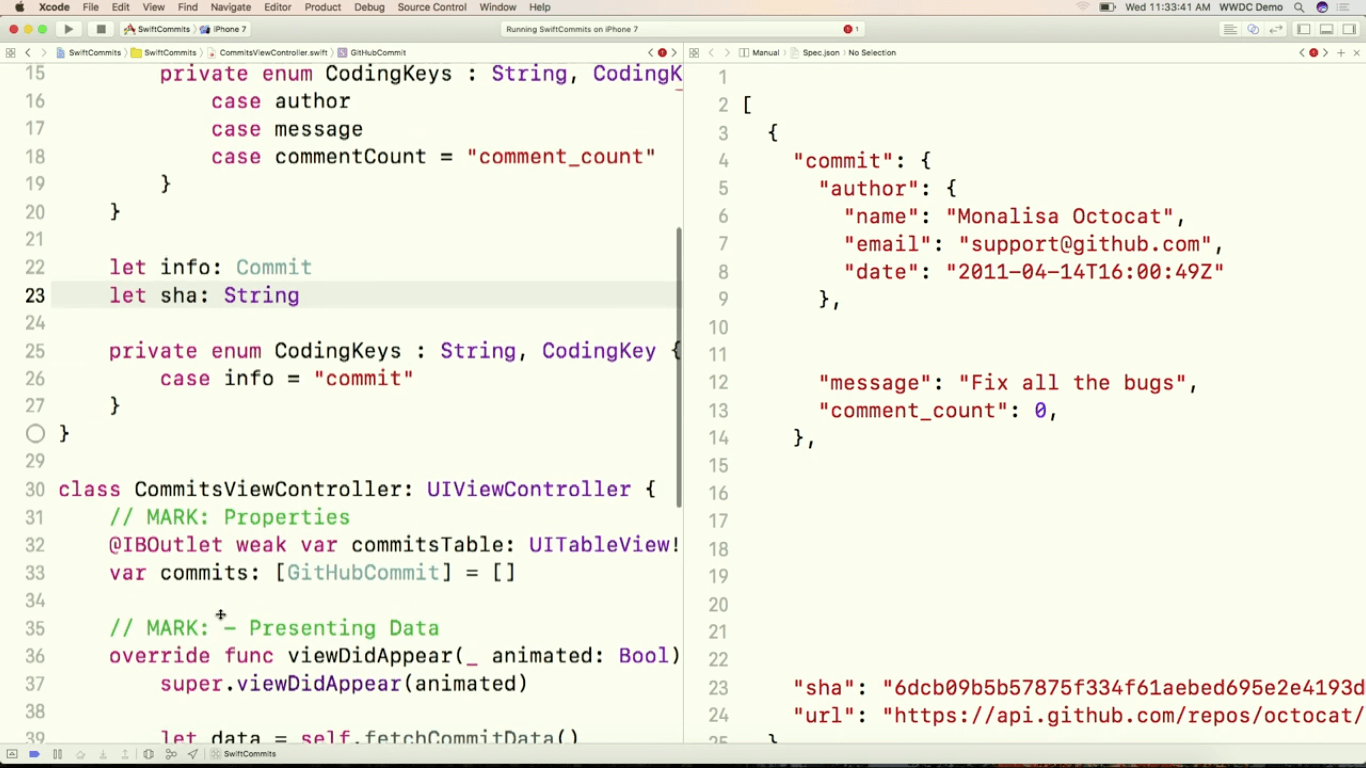 Xcode File Edit View Find Navigate Editor Product Debug Source Control Window Help Wed 11:33:41 AM WWDC Demo
SwiftCommits iPhone 7 Running SwiftCommits on iPhone 7 1
SwiftCommits SwiftCommits CommitsViewController.swift GitHubCommit Manual Spec.json No Selection
15 private enum CodingKeys : String, CodingK
16 case author
17 case message
18 case commentCount = "comment_count"
19 }
20 }
21
22 let info: Commit
23 let sha: String
24
25 private enum CodingKeys : String, CodingKey {
26 case info = "commit"
27 }
}
29
30 class CommitsViewController: UIViewController {
31 // MARK: Properties
32 @IBOutlet weak var commitsTable: UITableView!
33 var commits: [GitHubCommit] = []
34
35 // MARK: - Presenting Data
36 override func viewDidAppear(_ animated: Bool)
37 super.viewDidAppear(animated)
38
39 let data = self.fetchCommitData()
1
2 [
3 {
4 "commit": {
5 "author": {
6 "name": "Monalisa Octocat",
7 "email": "support@github.com",
8 "date": "2011-04-14T16:00:49Z"
9 },
10
11
12 "message": "Fix all the bugs",
13 "comment_count": 0,
14 },
15
16
17
18
19
20
21
22
23 "sha": "6dcb09b5b57875f334f61aebed695e2e4193d
24 "url": "https://api.github.com/repos/octocat/
25 }
SwiftCommits